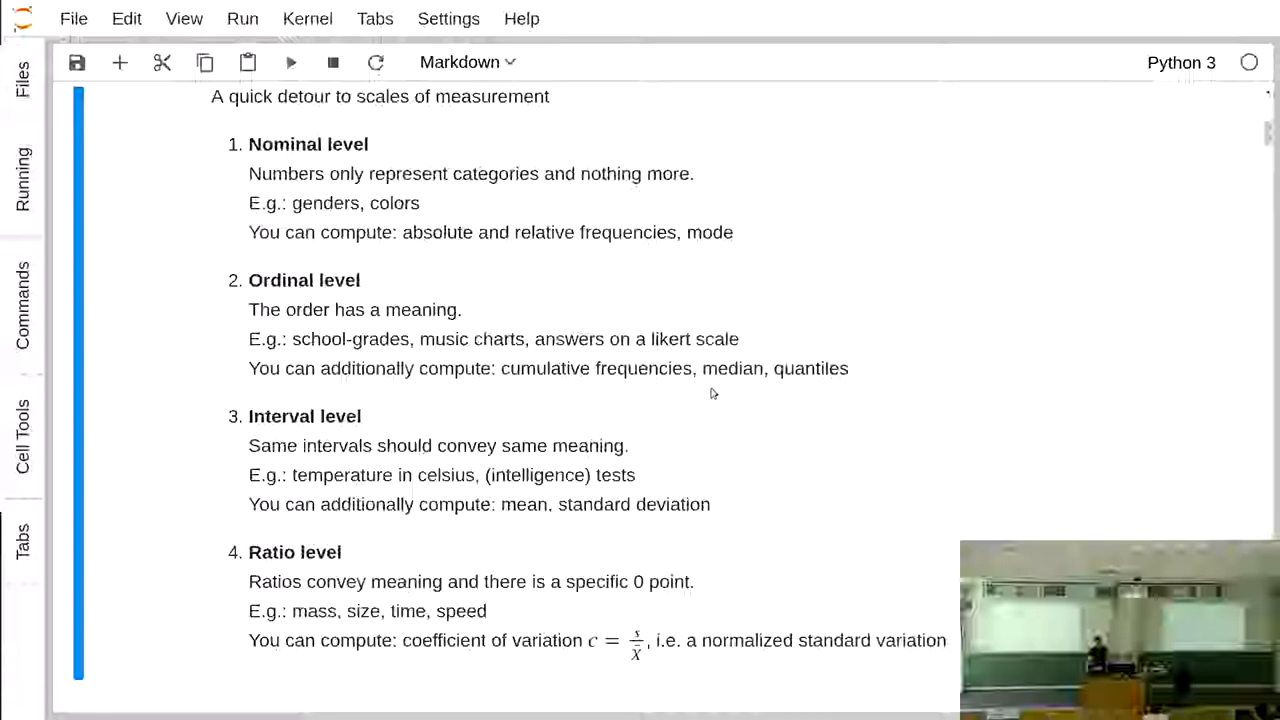 File Edit View Run Kernel Tabs Settings Help
Markdown
Python 3
Files
Running
Commands
Cell Tools
Tabs
A quick detour to scales of measurement
1. Nominal level
Numbers only represent categories and nothing more.
E.g.: genders, colors
You can compute: absolute and relative frequencies, mode
2. Ordinal level
The order has a meaning.
E.g.: school-grades, music charts, answers on a likert scale
You can additionally compute: cumulative frequencies, median, quantiles
3. Interval level
Same intervals should convey same meaning.
E.g.: temperature in celsius, (intelligence) tests
You can additionally compute: mean, standard deviation
4. Ratio level
Ratios convey meaning and there is a specific 0 point.
E.g.: mass, size, time, speed
You can compute: coefficient of variation c = s/x̄, i.e. a normalized standard variation